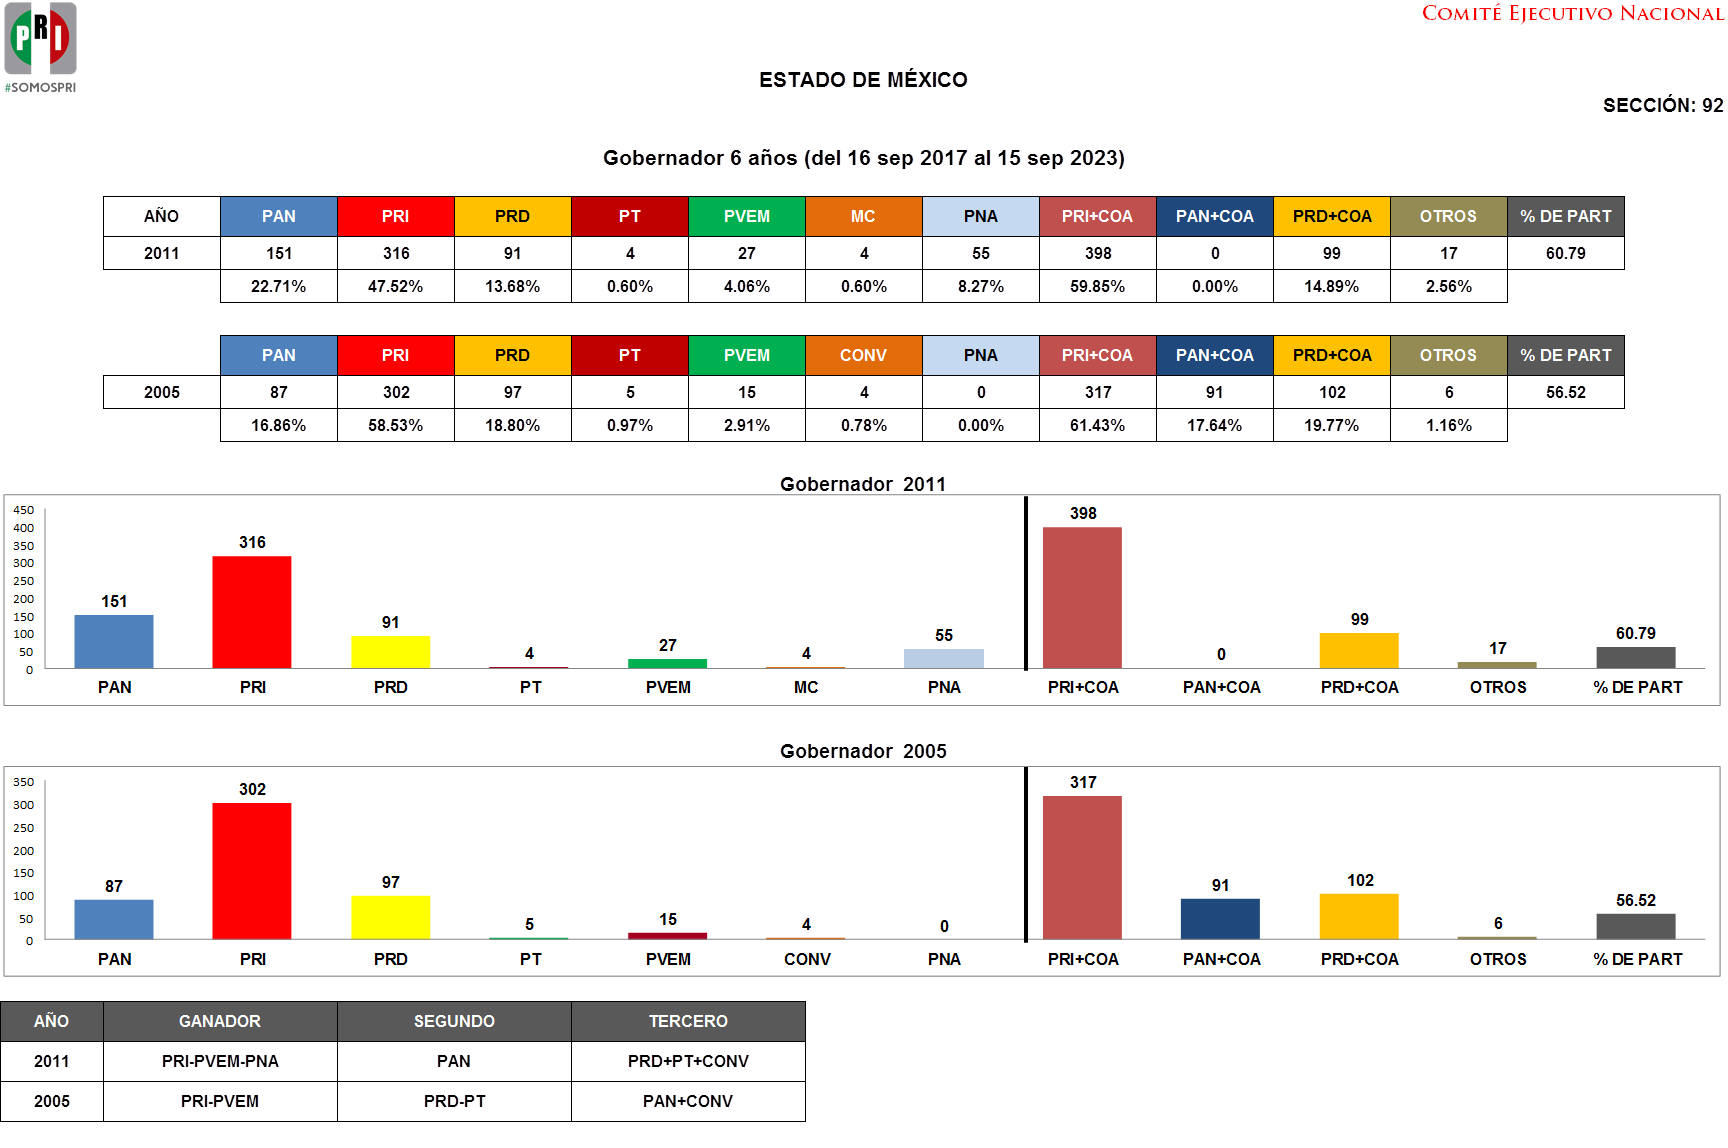 PRI
#SOMOSPRI
COMITÉ EJECUTIVO NACIONAL
ESTADO DE MÉXICO
SECCIÓN: 92
Gobernador 6 años (del 16 sep 2017 al 15 sep 2023)
AÑO PAN PRI PRD PT PVEM MC PNA PRI+COA PAN+COA PRD+COA OTROS % DE PART
2011 151 316 91 4 27 4 55 398 0 99 17 60.79
22.71% 47.52% 13.68% 0.60% 4.06% 0.60% 8.27% 59.85% 0.00% 14.89% 2.56%
PAN PRI PRD PT PVEM CONV PNA PRI+COA PAN+COA PRD+COA OTROS % DE PART
2005 87 302 97 5 15 4 0 317 91 102 6 56.52
16.86% 58.53% 18.80% 0.97% 2.91% 0.78% 0.00% 61.43% 17.64% 19.77% 1.16%
Gobernador 2011
450
400
350
300
250
200
150
100
50
0
151 316 91 4 27 4 55 398 0 99 17 60.79
PAN PRI PRD PT PVEM MC PNA PRI+COA PAN+COA PRD+COA OTROS % DE PART
Gobernador 2005
350
300
250
200
150
100
50
0
87 302 97 5 15 4 0 317 91 102 6 56.52
PAN PRI PRD PT PVEM CONV PNA PRI+COA PAN+COA PRD+COA OTROS % DE PART
AÑO GANADOR SEGUNDO TERCERO
2011 PRI-PVEM-PNA PAN PRD+PT+CONV
2005 PRI-PVEM PRD-PT PAN+CONV